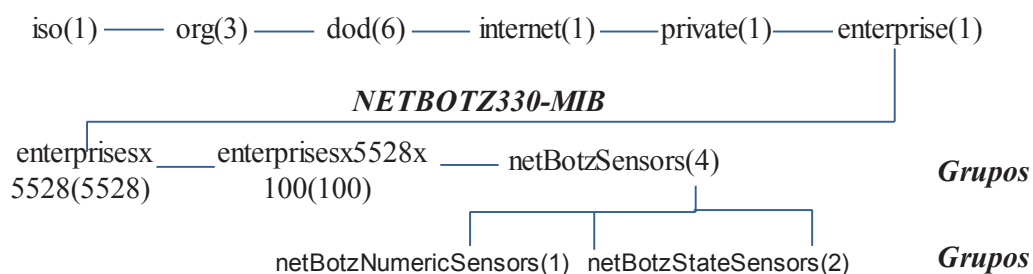 iso(1) org(3) dod(6) internet(1) private(1) enterprise(1)
NETBOTZ330-MIB
enterprisesx enterprisesx5528x netBotzSensors(4) Grupos
5528(5528) 100(100)
netBotzNumericSensors(1) netBotzStateSensors(2) Grupos